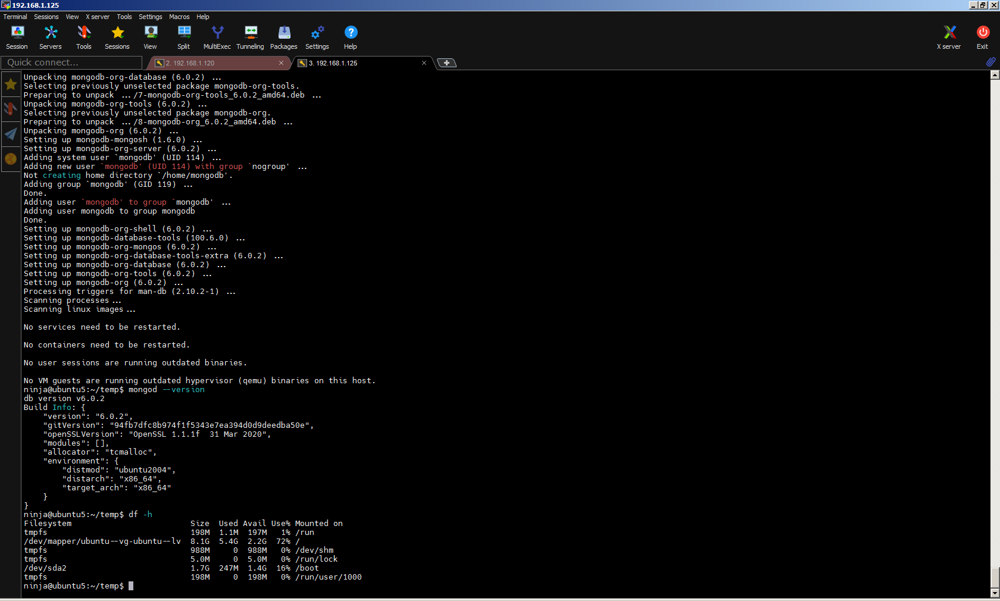 192.168.1.125
Terminal Sessions View X server Tools Settings Macros Help
Session Servers Tools Sessions View Split MultiExec Tunneling Packages Settings Help X server Exit
Quick connect... 2. 192.168.1.120 3. 192.168.1.125
Unpacking mongodb-org-database (6.0.2) ...
Selecting previously unselected package mongodb-org-tools.
Preparing to unpack .../7-mongodb-org-tools_6.0.2_amd64.deb ...
Unpacking mongodb-org-tools (6.0.2) ...
Selecting previously unselected package mongodb-org.
Preparing to unpack .../8-mongodb-org_6.0.2_amd64.deb ...
Unpacking mongodb-org (6.0.2) ...
Setting up mongodb-mongosh (1.6.0) ...
Setting up mongodb-org-server (6.0.2) ...
Adding system user `mongodb' (UID 114) ...
Adding new user `mongodb' (UID 114) with group `nogroup' ...
Not creating home directory `/home/mongodb'.
Adding group `mongodb' (GID 119) ...
Done.
Adding user `mongodb' to group `mongodb' ...
Adding user mongodb to group mongodb
Done.
Setting up mongodb-org-shell (6.0.2) ...
Setting up mongodb-database-tools (100.6.0) ...
Setting up mongodb-org-mongos (6.0.2) ...
Setting up mongodb-org-database-tools-extra (6.0.2) ...
Setting up mongodb-org-database (6.0.2) ...
Setting up mongodb-org-tools (6.0.2) ...
Setting up mongodb-org (6.0.2) ...
Processing triggers for man-db (2.10.2-1) ...
Scanning processes...
Scanning linux images...
No services need to be restarted.
No containers need to be restarted.
No user sessions are running outdated binaries.
No VM guests are running outdated hypervisor (qemu) binaries on this host.
ninja@ubuntu5:~/temp$ mongod --version
db version v6.0.2
Build Info: {
    "version": "6.0.2",
    "gitVersion": "94fb7dfc8b974f1f5343e7ea394d0d9deedba50e",
    "openSSLVersion": "OpenSSL 1.1.1f  31 Mar 2020",
    "modules": [],
    "allocator": "tcmalloc",
    "environment": {
        "distmod": "ubuntu2004",
        "distarch": "x86_64",
        "target_arch": "x86_64"
    }
}
ninja@ubuntu5:~/temp$ df -h
Filesystem                         Size  Used Avail Use% Mounted on
tmpfs                              198M  1.1M  197M   1% /run
/dev/mapper/ubuntu--vg-ubuntu--lv  8.1G  5.4G  2.2G  72% /
tmpfs                              988M     0  988M   0% /dev/shm
tmpfs                              5.0M     0  5.0M   0% /run/lock
/dev/sda2                          1.7G  247M  1.4G  16% /boot
tmpfs                              198M     0  198M   0% /run/user/1000
ninja@ubuntu5:~/temp$